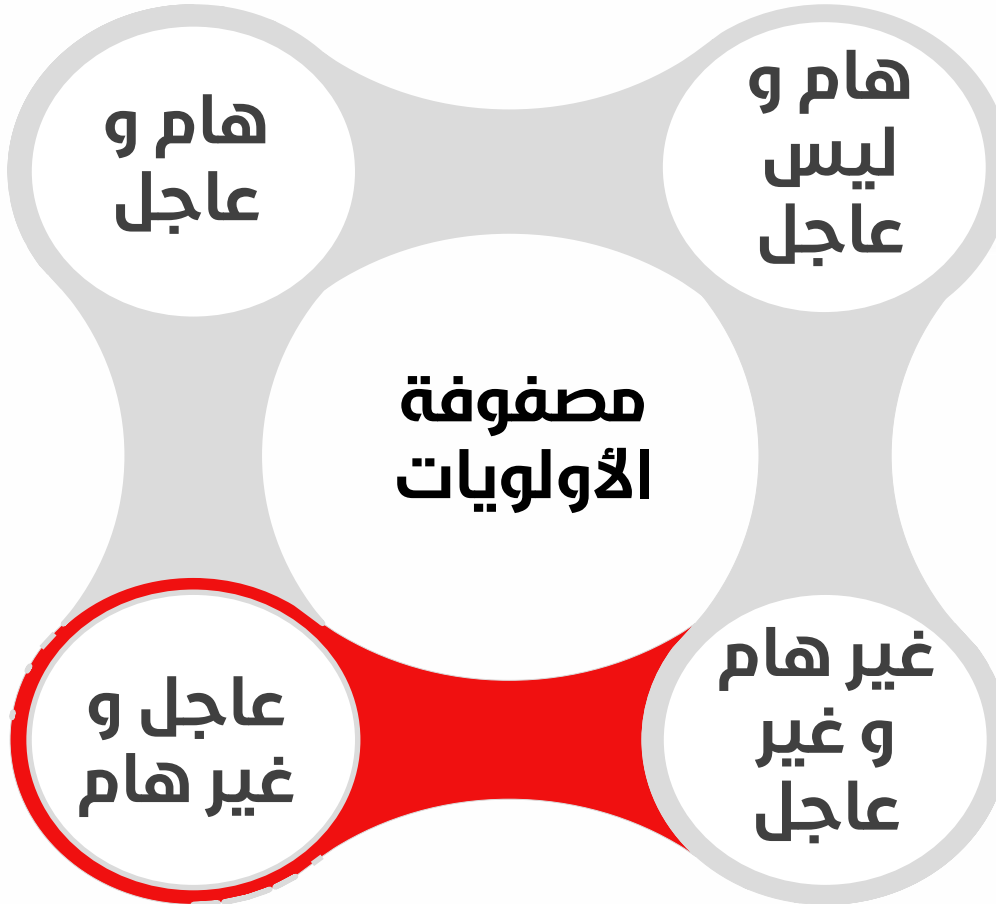 هام و
ليس
عاجل
هام و
عاجل
مصفوفة
الأولويات
غير هام
و غير
عاجل
عاجل و
غير هام